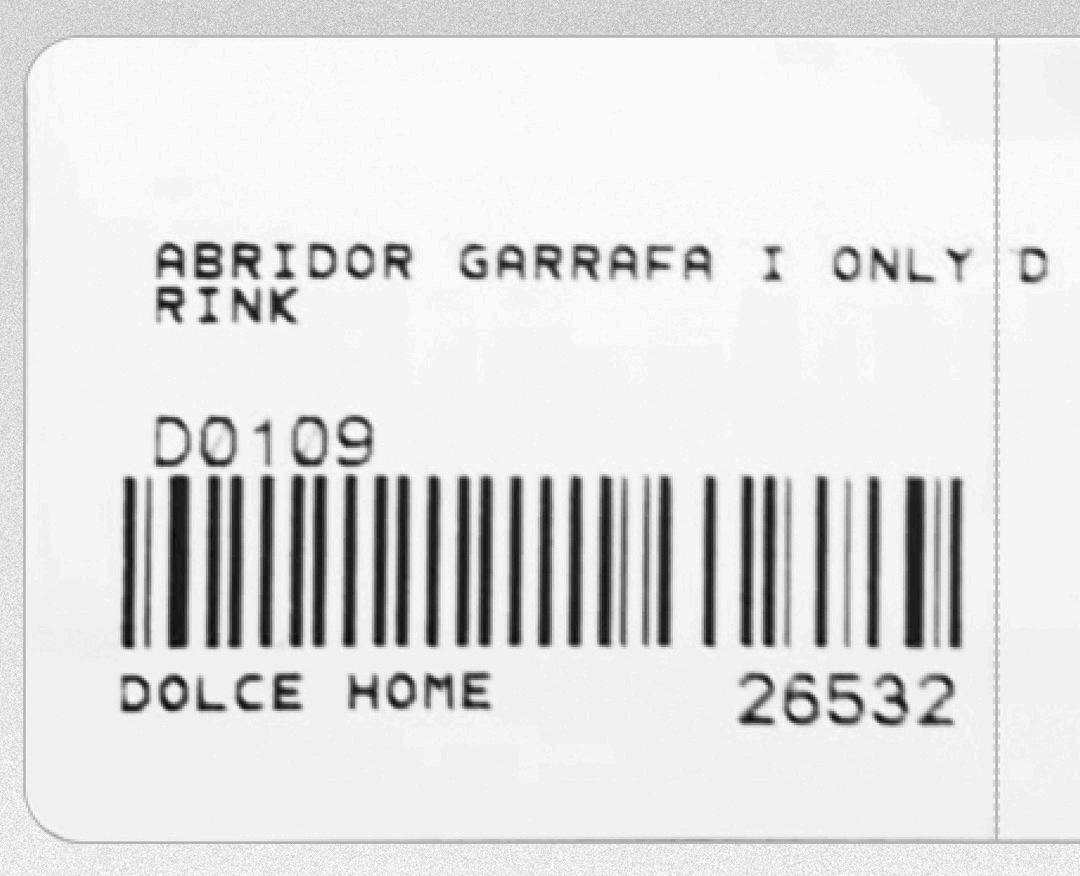 ABRIDOR GARRAFA I ONLY D
RINK
D0109
DOLCE HOME
26532